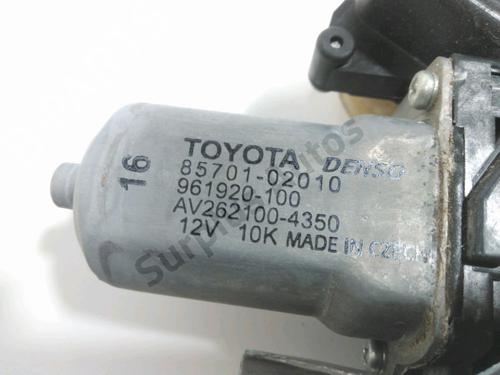 16
TOYOTA DENSO
85701-02010
961920-100
AV262100-4350
12V 10K MADE IN CZECH